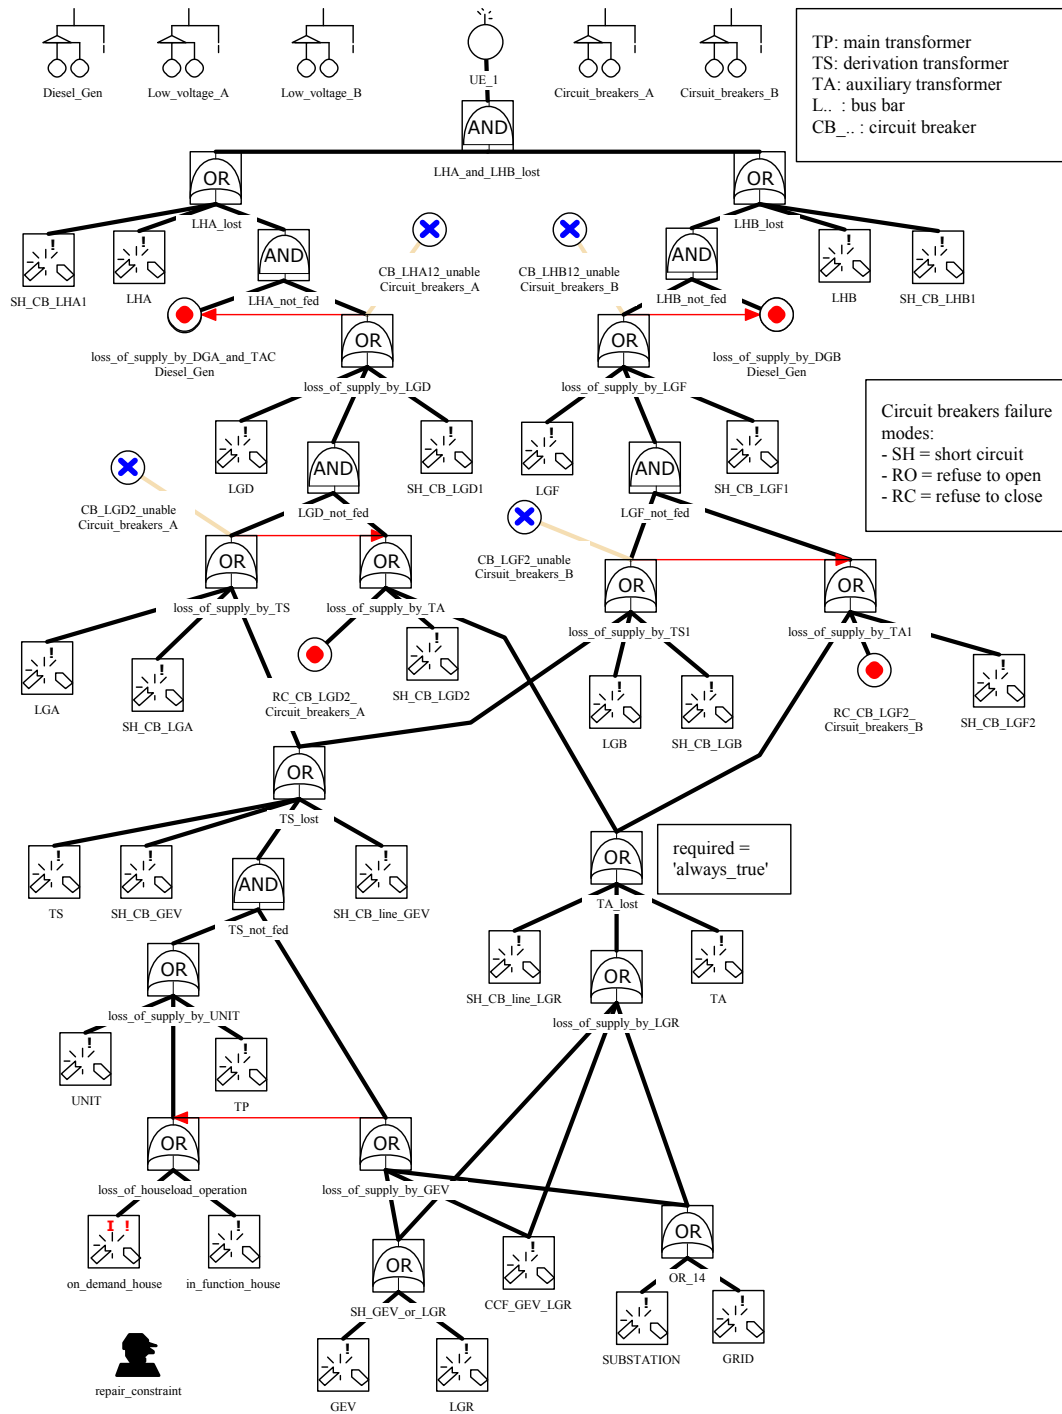 Diesel_Gen
Low_voltage_A
Low_voltage_B
UE_1
Circuit_breakers_A
Cirsuit_breakers_B
TP: main transformer
TS: derivation transformer
TA: auxiliary transformer
L.. : bus bar
CB_.. : circuit breaker
AND
LHA_and_LHB_lost
OR
OR
LHA_lost
LHB_lost
SH_CB_LHA1
LHA
AND
CB_LHA12_unable
Circuit_breakers_A
CB_LHB12_unable
Cirsuit_breakers_B
AND
LHB
SH_CB_LHB1
LHA_not_fed
LHB_not_fed
OR
OR
loss_of_supply_by_DGA_and_TAC
Diesel_Gen
loss_of_supply_by_DGB
Diesel_Gen
loss_of_supply_by_LGD
loss_of_supply_by_LGF
Circuit breakers failure
modes:
- SH = short circuit
- RO = refuse to open
- RC = refuse to close
LGD
AND
SH_CB_LGD1
LGF
AND
SH_CB_LGF1
CB_LGD2_unable
Circuit_breakers_A
LGD_not_fed
LGF_not_fed
CB_LGF2_unable
Cirsuit_breakers_B
OR
OR
OR
OR
loss_of_supply_by_TS
loss_of_supply_by_TA
loss_of_supply_by_TS1
loss_of_supply_by_TA1
LGA
SH_CB_LGA
RC_CB_LGD2_
Circuit_breakers_A
SH_CB_LGD2
LGB
SH_CB_LGB
RC_CB_LGF2_
Cirsuit_breakers_B
SH_CB_LGF2
OR
TS_lost
OR
TA_lost
required =
'always_true'
TS
SH_CB_GEV
AND
SH_CB_line_GEV
TS_not_fed
SH_CB_line_LGR
OR
TA
OR
loss_of_supply_by_UNIT
loss_of_supply_by_LGR
UNIT
TP
OR
OR
loss_of_houseload_operation
loss_of_supply_by_GEV
I !
on_demand_house
in_function_house
OR
SH_GEV_or_LGR
CCF_GEV_LGR
OR
OR_14
SUBSTATION
GRID
repair_constraint
GEV
LGR